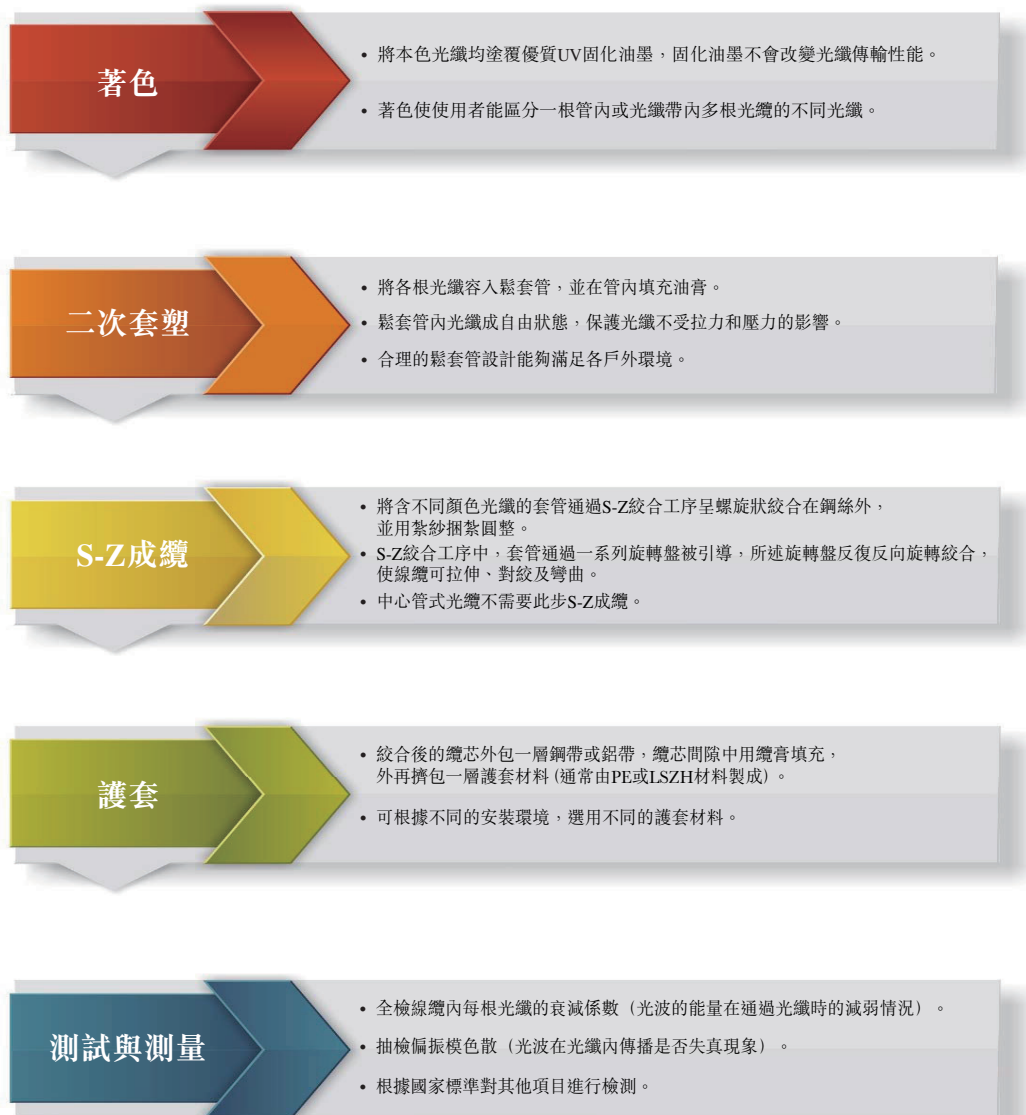 著色
• 將本色光纖均塗覆優質UV固化油墨，固化油墨不會改變光纖傳輸性能。
• 著色使使用者能區分一根管內或光纖帶內多根光纜的不同光纖。
二次套塑
• 將各根光纖容入鬆套管，並在管內填充油膏。
• 鬆套管內光纖成自由狀態，保護光纖不受拉力和壓力的影響。
• 合理的鬆套管設計能夠滿足各戶外環境。
S-Z成纜
• 將含不同顏色光纖的套管通過S-Z絞合工序呈螺旋狀絞合在鋼絲外，
並用紮紗捆紮圓整。
• S-Z絞合工序中，套管通過一系列旋轉盤被引導，所述旋轉盤反復反向旋轉絞合，
使線纜可拉伸、對絞及彎曲。
• 中心管式光纜不需要此步S-Z成纜。
護套
• 絞合後的纜芯外包一層鋼帶或鋁帶，纜芯間隙中用纜膏填充，
外再擠包一層護套材料(通常由PE或LSZH材料製成)。
• 可根據不同的安裝環境，選用不同的護套材料。
測試與測量
• 全檢線纜內每根光纖的衰減係數（光波的能量在通過光纖時的減弱情況）。
• 抽檢偏振模色散（光波在光纖內傳播是否失真現象）。
• 根據國家標準對其他項目進行檢測。